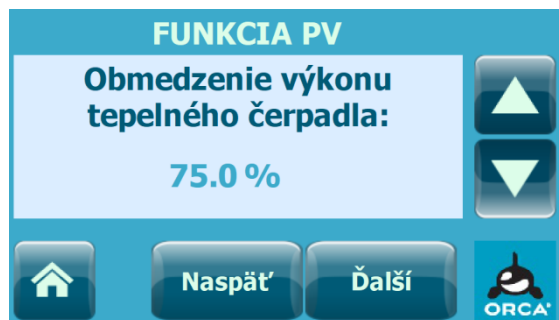 FUNKCIA PV
Obmedzenie výkonu
tepelného čerpadla:
75.0 %
Naspäť
Ďalší
ORCA